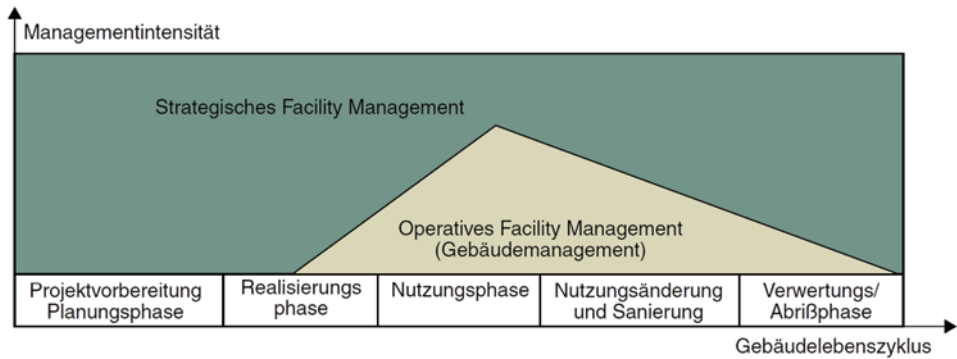 Managementintensität
Strategisches Facility Management
Operatives Facility Management
(Gebäudemanagement)
Projektvorbereitung
Planungsphase
Realisierungs
phase
Nutzungsphase
Nutzungsänderung
und Sanierung
Verwertungs/
Abrißphase
Gebäudelebenszyklus